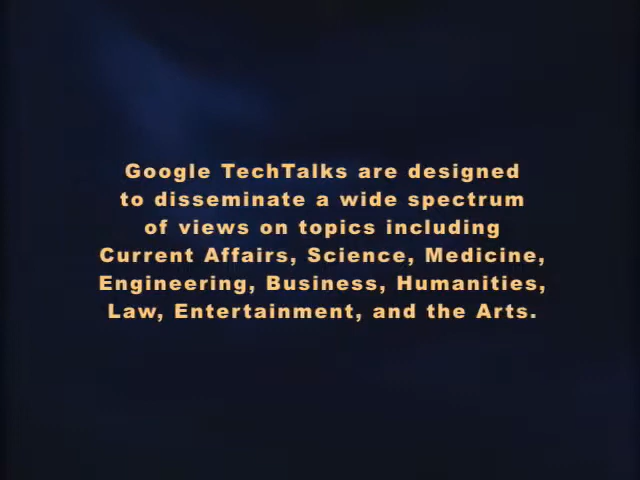 Google TechTalks are designed
to disseminate a wide spectrum
of views on topics including
Current Affairs, Science, Medicine,
Engineering, Business, Humanities,
Law, Entertainment, and the Arts.